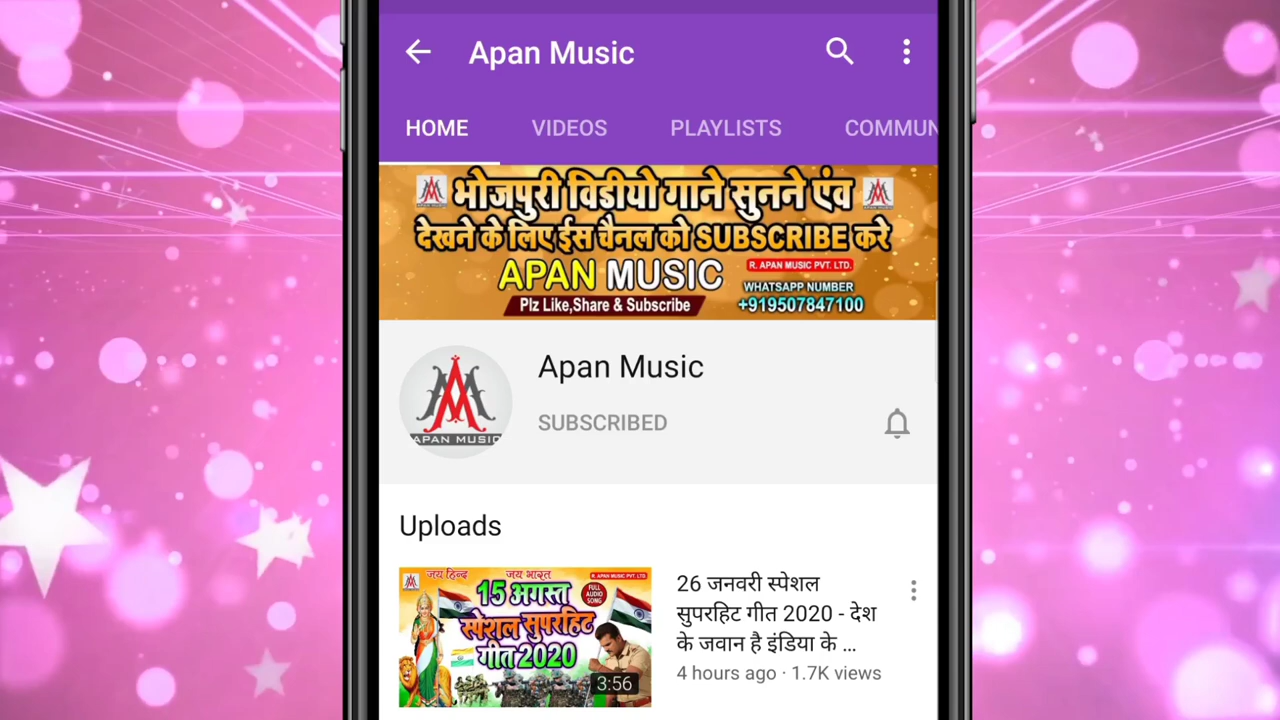 Apan Music
HOME VIDEOS PLAYLISTS COMMUN
भोजपुरी विडीयो गाने सुनने एंव
देखने के लिए ईस चैनल को SUBSCRIBE करे
APAN MUSIC
R. APAN MUSIC PVT. LTD.
WHATSAPP NUMBER
Plz Like,Share & Subscribe
+919507847100
Apan Music
SUBSCRIBED
APAN MUSIC
Uploads
जय हिन्द जय भारत
R. APAN MUSIC PVT. LTD
15 अगस्त
FULL
AUDIO
SONG
स्पेशल सुपरहिट
गीत 2020
3:56
26 जनवरी स्पेशल
सुपरहिट गीत 2020 - देश
के जवान है इंडिया के ...
4 hours ago · 1.7K views